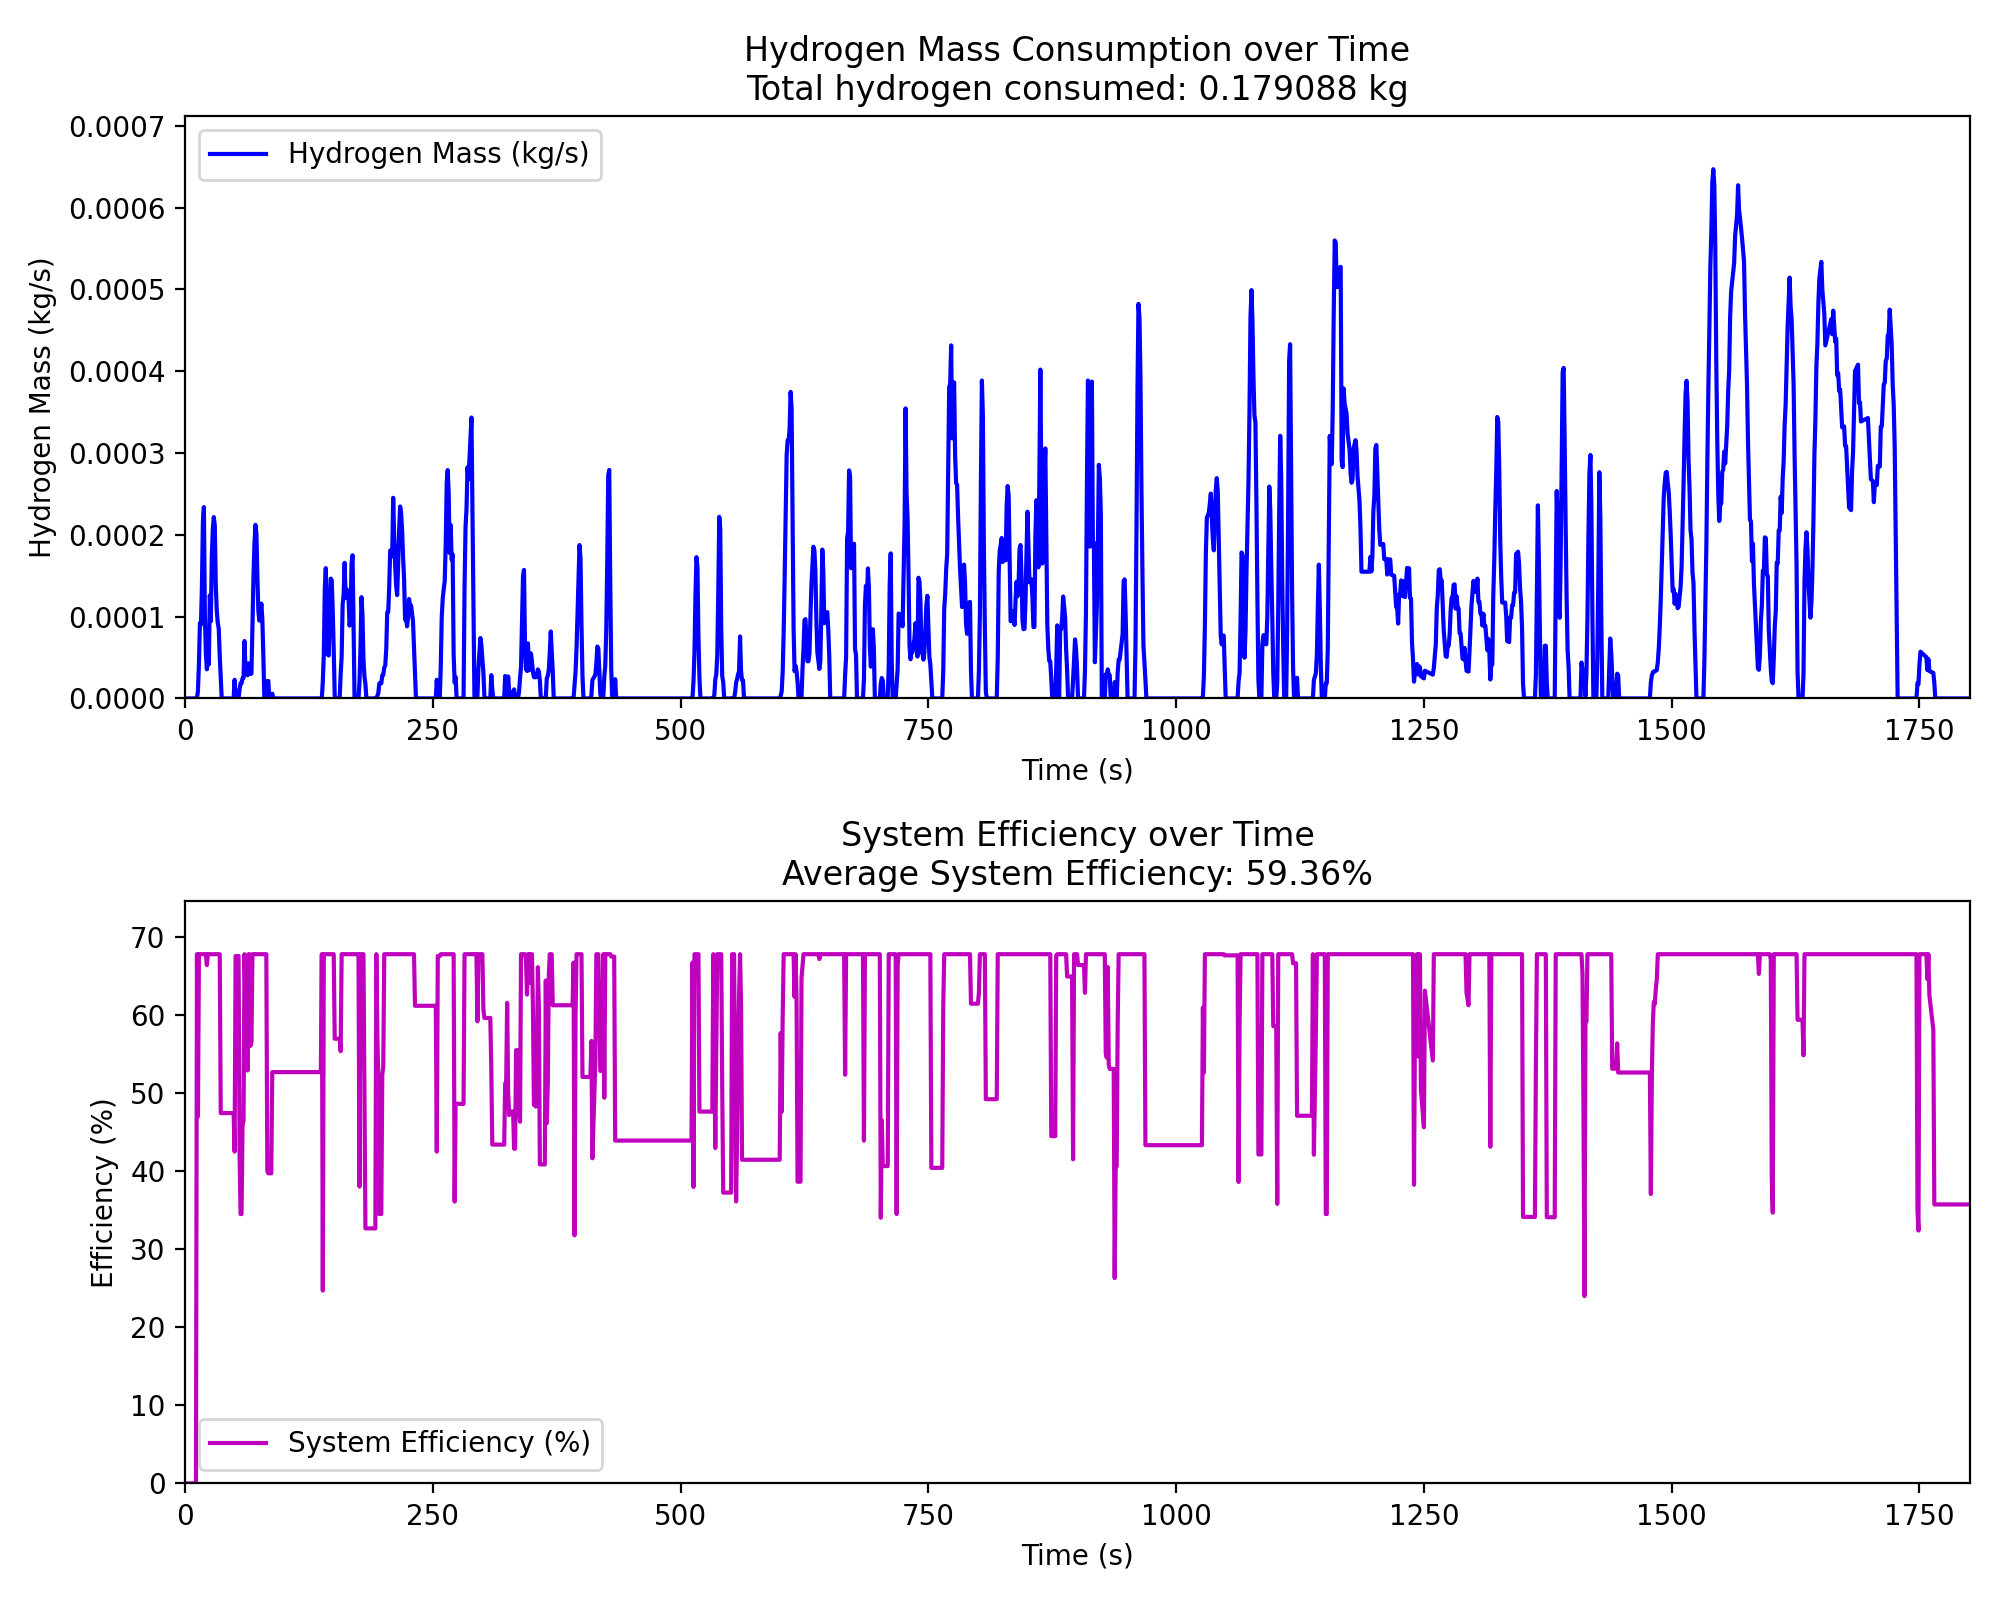 Hydrogen Mass Consumption over Time
Total hydrogen consumed: 0.179088 kg
Hydrogen Mass (kg/s)
0.0007
0.0006
0.0005
0.0004
0.0003
0.0002
0.0001
0.0000
Hydrogen Mass (kg/s)
0 250 500 750 1000 1250 1500 1750
Time (s)
System Efficiency over Time
Average System Efficiency: 59.36%
70
60
50
40
30
20
10
0
Efficiency (%)
System Efficiency (%)
0 250 500 750 1000 1250 1500 1750
Time (s)